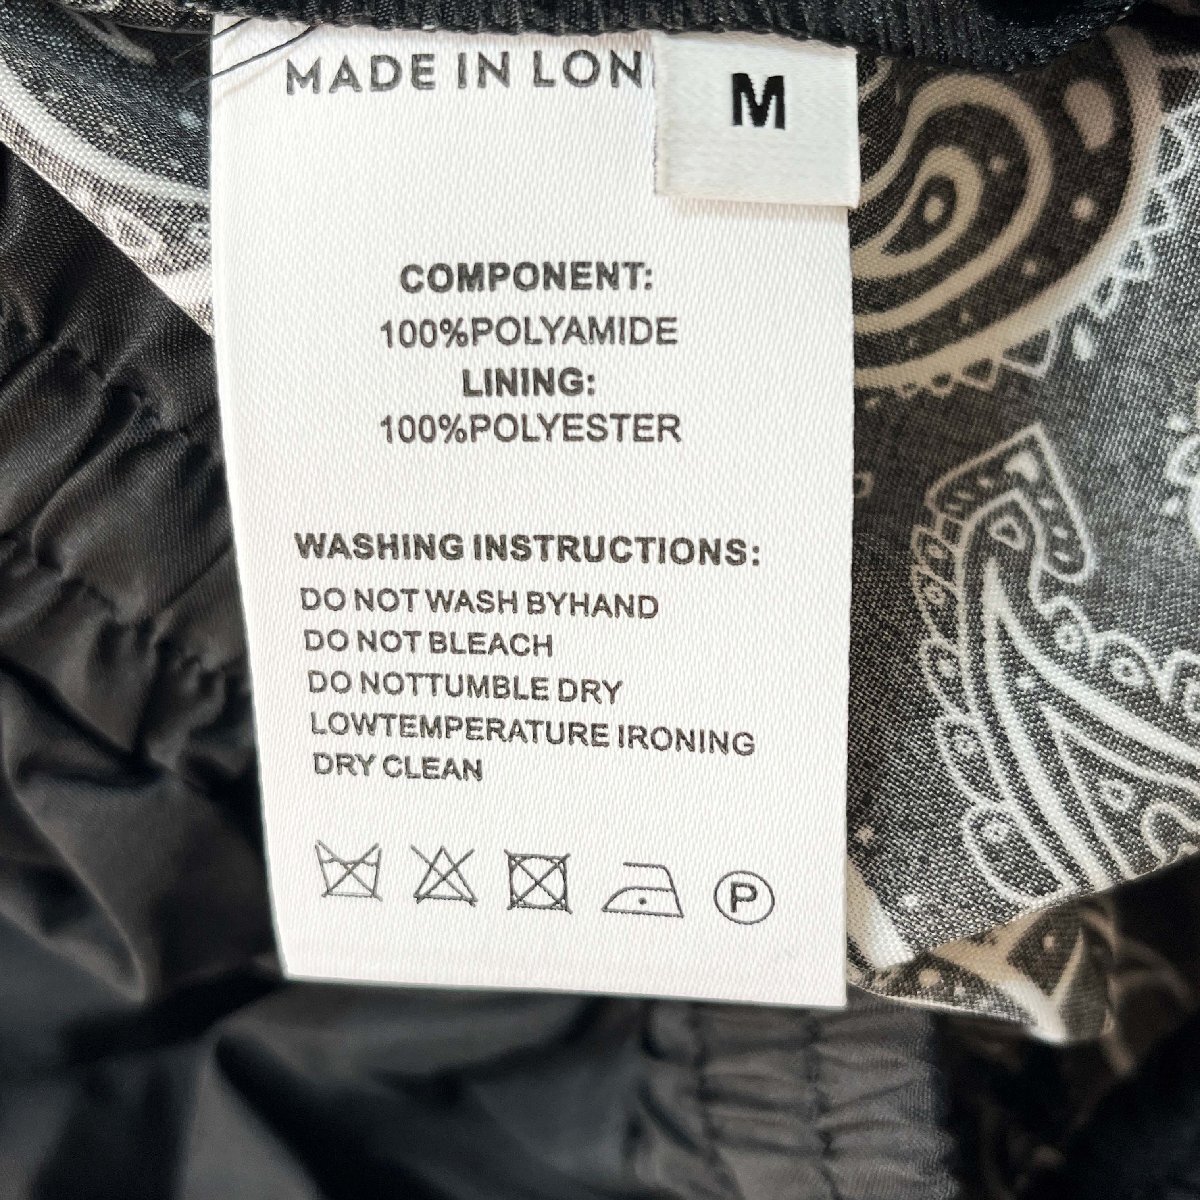 MADE IN LON
M
COMPONENT:
100%POLYAMIDE
LINING:
100%POLYESTER
WASHING INSTRUCTIONS:
DO NOT WASH BYHAND
DO NOT BLEACH
DO NOTTUMBLE DRY
LOWTEMPERATURE IRONING
DRY CLEAN
P